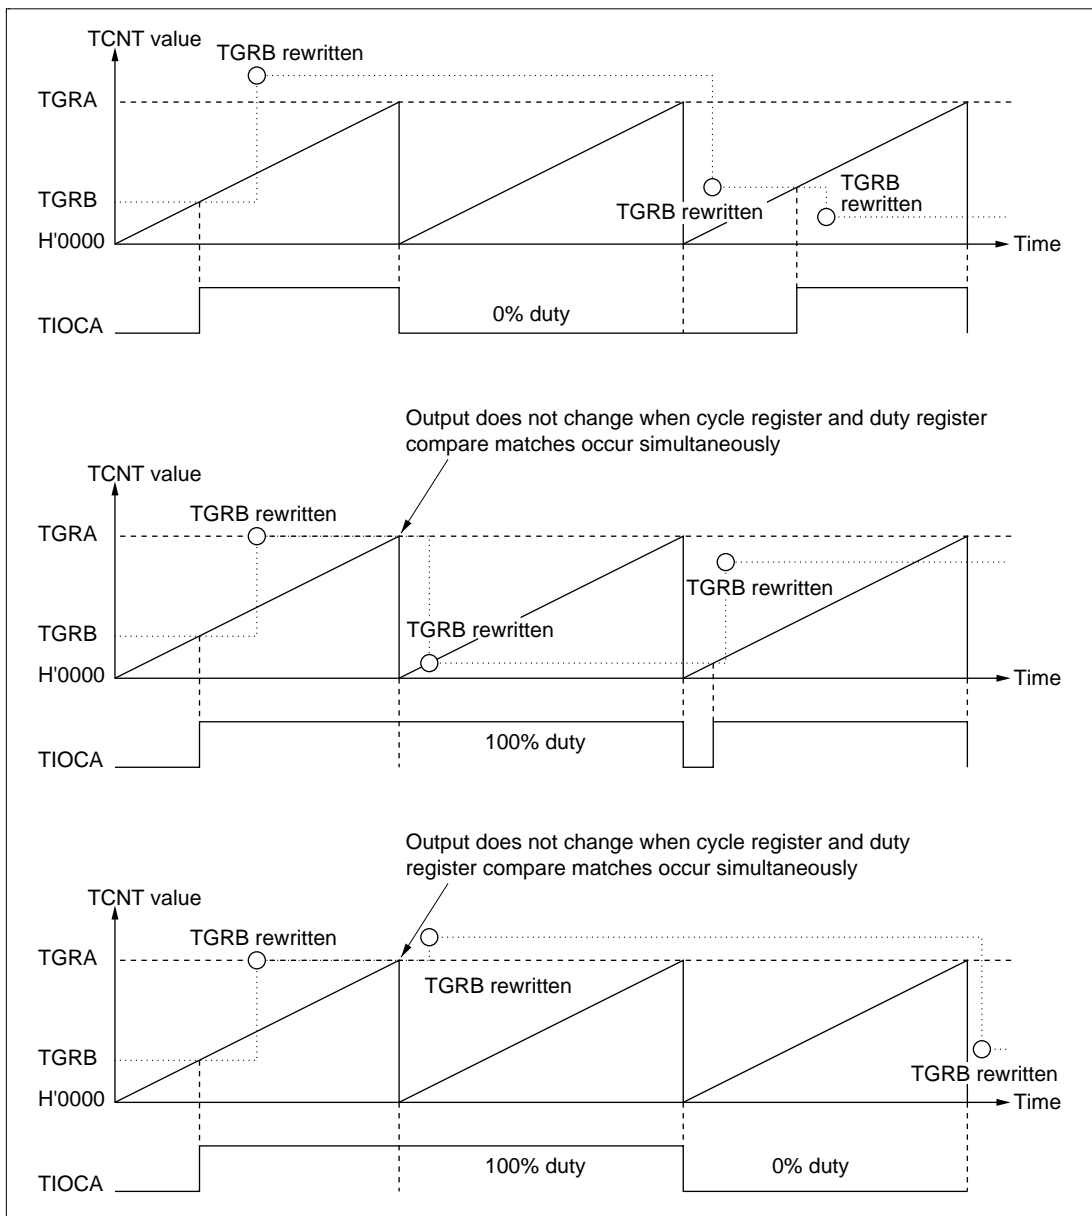 TCNT value
TGRB rewritten
TGRA
TGRB
TGRB rewritten
TGRB
rewritten
H'0000
Time
TIOCA
0% duty
Output does not change when cycle register and duty register
compare matches occur simultaneously
TCNT value
TGRB rewritten
TGRA
TGRB rewritten
TGRB
TGRB rewritten
H'0000
Time
100% duty
TIOCA
Output does not change when cycle register and duty
register compare matches occur simultaneously
TCNT value
TGRB rewritten
TGRA
TGRB rewritten
TGRB
TGRB rewritten
H'0000
Time
100% duty
0% duty
TIOCA